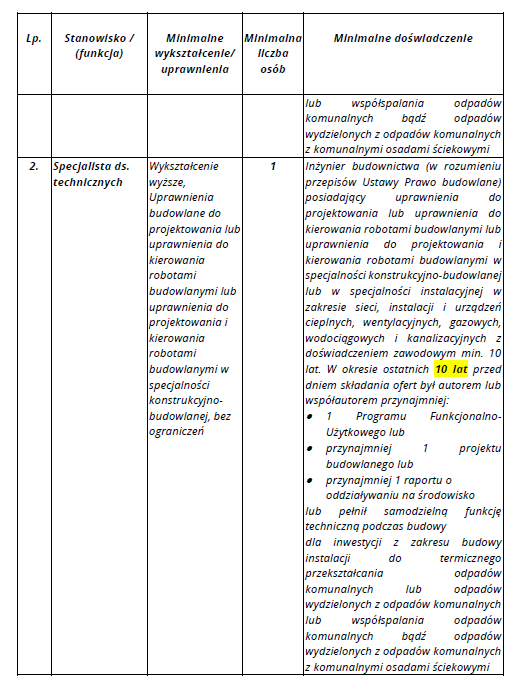 Lp.
Stanowisko /
(funkcja)
Minimalne
wykształcenie/
uprawnienia
Minimalna
liczba
osób
Minimalne doświadczenie
lub współspalania odpadów
komunalnych bądź odpadów
wydzielonych z odpadów komunalnych
z komunalnymi osadami ściekowymi
2.
Specjalista ds.
technicznych
Wykształcenie
wyższe,
Uprawnienia
budowlane do
projektowania lub
uprawnienia do
kierowania
robotami
budowlanymi lub
uprawnienia do
projektowania i
kierowania
robotami
budowlanymi w
specjalności
konstrukcyjno-
budowlanej, bez
ograniczeń
1
Inżynier budownictwa (w rozumieniu
przepisów Ustawy Prawo budowlane)
posiadający uprawnienia do
projektowania lub uprawnienia do
kierowania robotami budowlanymi lub
uprawnienia do projektowania i
kierowania robotami budowlanymi w
specjalności konstrukcyjno-budowlanej
lub w specjalności instalacyjnej w
zakresie sieci, instalacji i urządzeń
cieplnych, wentylacyjnych, gazowych,
wodociągowych i kanalizacyjnych z
doświadczeniem zawodowym min. 10
lat. W okresie ostatnich 10 lat przed
dniem składania ofert był autorem lub
współautorem przynajmniej:
• 1 Programu Funkcjonalno-
Użytkowego lub
• przynajmniej 1 projektu
budowlanego lub
• przynajmniej 1 raportu o
oddziaływaniu na środowisko
lub pełnił samodzielną funkcję
techniczną podczas budowy
dla inwestycji z zakresu budowy
instalacji do termicznego
przekształcania odpadów
komunalnych lub odpadów
wydzielonych z odpadów komunalnych
lub współspalania odpadów
komunalnych bądź odpadów
wydzielonych z odpadów komunalnych
z komunalnymi osadami ściekowymi